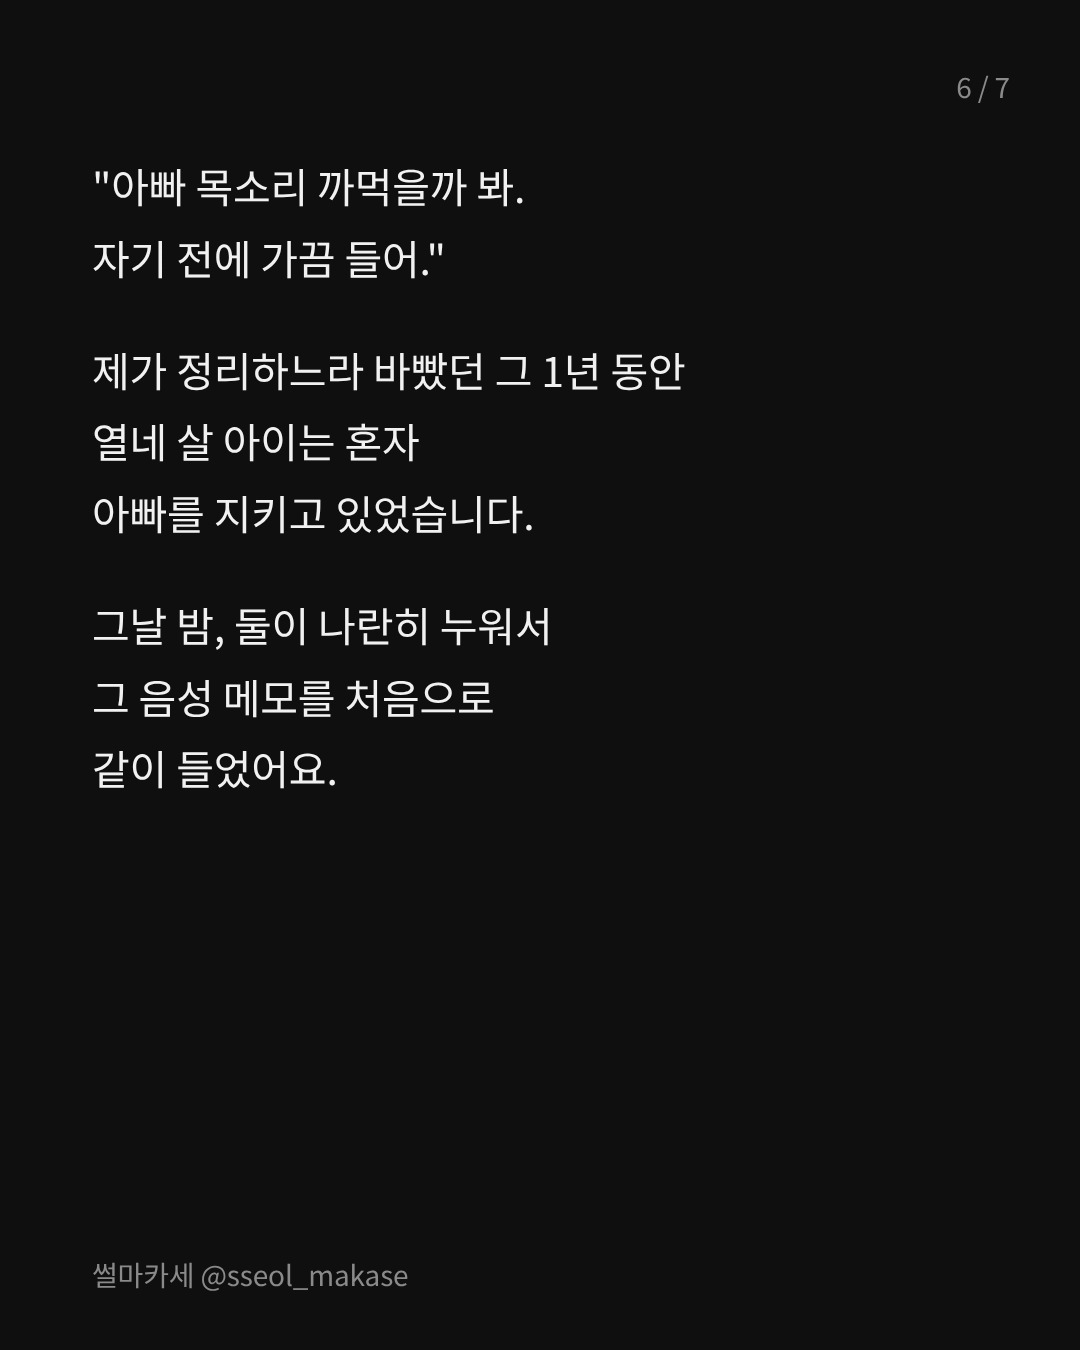 6 / 7
"아빠 목소리 까먹을까 봐.
자기 전에 가끔 들어."
제가 정리하느라 바빴던 그 1년 동안
열네 살 아이는 혼자
아빠를 지키고 있었습니다.
그날 밤, 둘이 나란히 누워서
그 음성 메모를 처음으로
같이 들었어요.
썰마카세 @sseol_makase